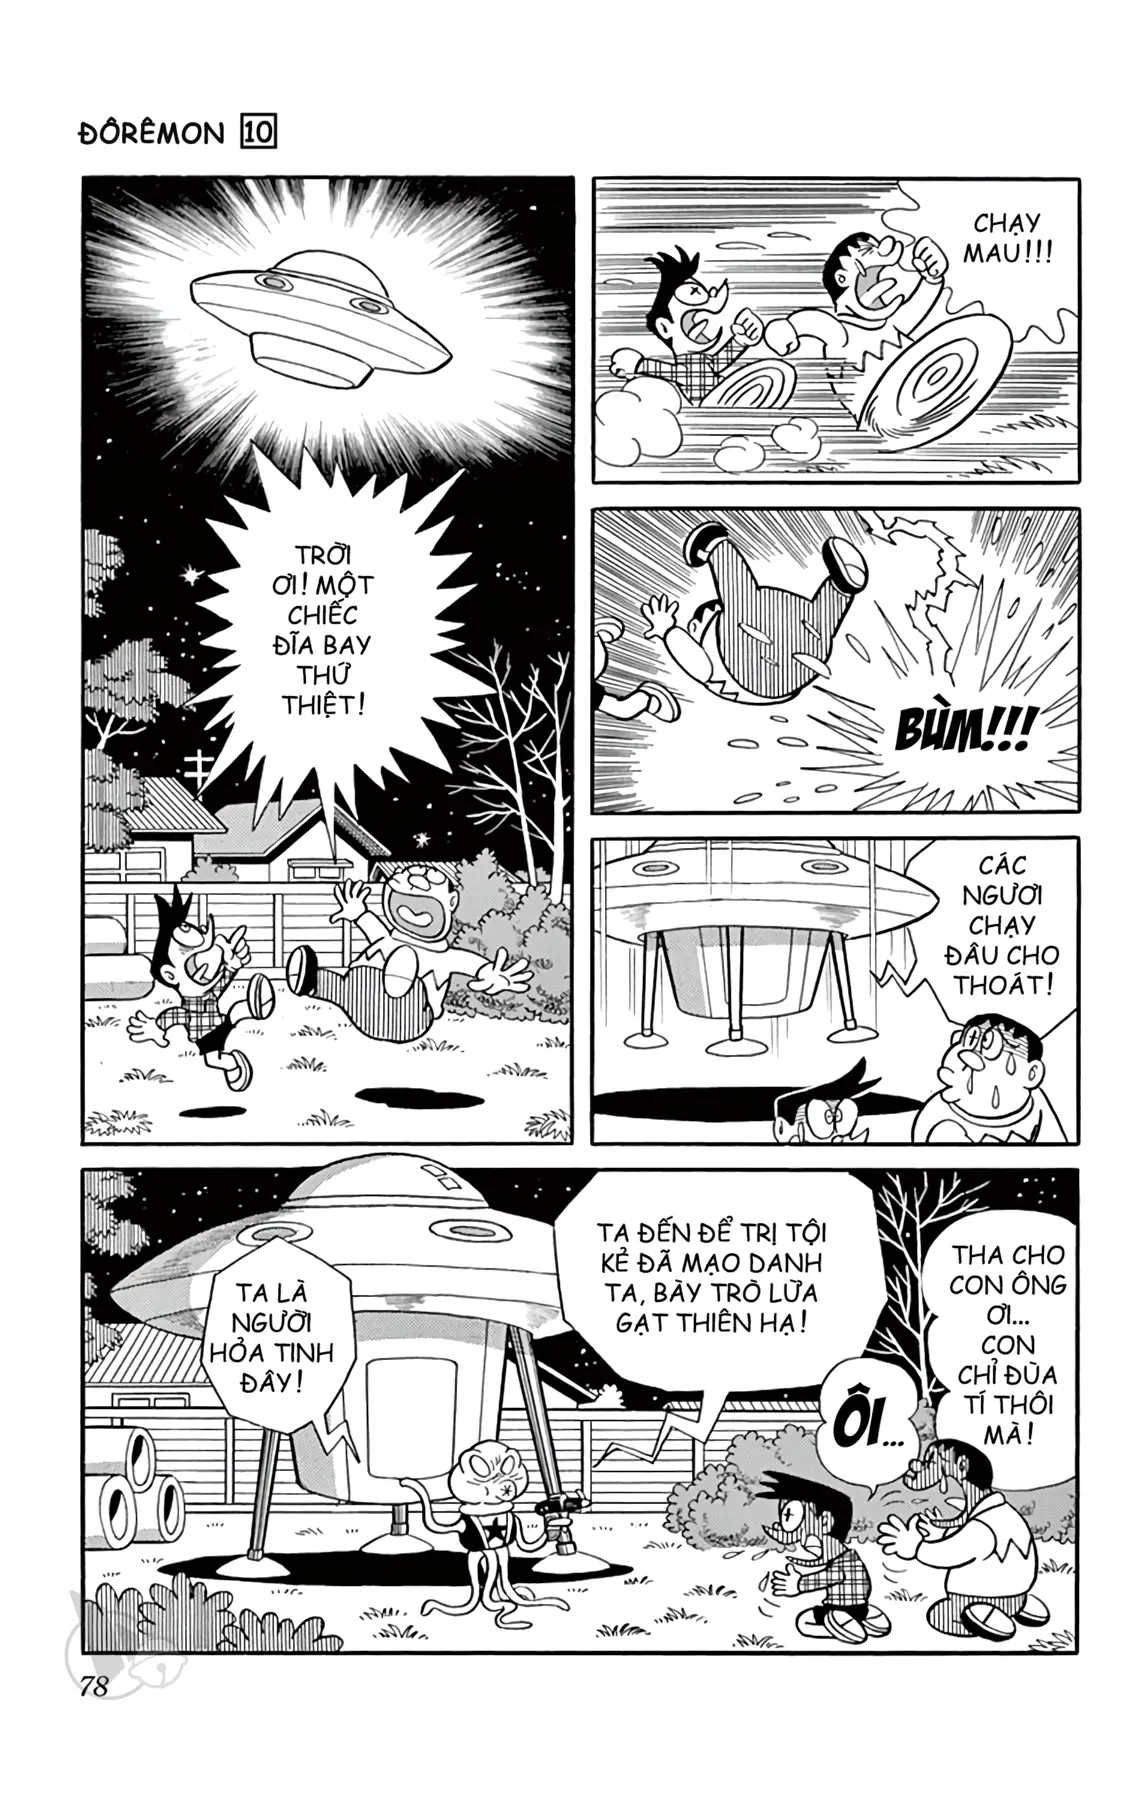 ĐÔRÊMON 10
TRỜI
ƠI! MỘT
CHIẾC
ĐĨA BAY
THỨ
THIỆT!
CHẠY
MAU!!!
BÙM!!!
CÁC
NGƯƠI
CHẠY
ĐÂU CHO
THOÁT!
TA LÀ
NGƯỜI
HỎA TINH
ĐÂY!
TA ĐẾN ĐỂ TRỊ TỘI
KẺ ĐÃ MẠO DANH
TA, BÀY TRÒ LỪA
GẠT THIÊN HẠ!
ÔI...
THA CHO
CON ÔNG
ƠI...
CON
CHỈ ĐÙA
TÍ THÔI
MÀ!
78